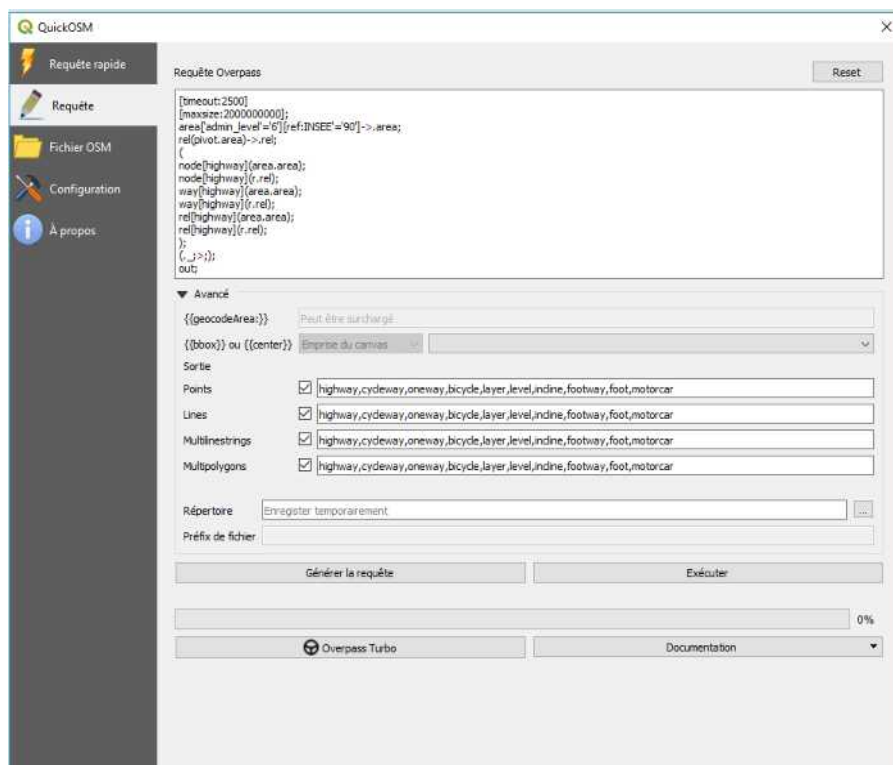 QuickOSM
Requête rapide
Requête
Fichier OSM
Configuration
À propos
Requête Overpass
Reset
[timeout:2500]
[maxsize:2000000000];
area['admin_level'='6'][ref:INSEE'='90']->.area;
rel(pivot.area)->.rel;
(
node[highway](area.area);
node[highway](r.rel);
way[highway](area.area);
way[highway](r.rel);
rel[highway](area.area);
rel[highway](r.rel);
);
(._;>;);
out;
Avancé
{{geocodeArea:}} Peut être surchargé
{{bbox}} ou {{center}} Emprise du canvas
Sortie
Points highway,cycleway,oneway,bicycle,layer,level,incline,footway,foot,motorcar
Lines highway,cycleway,oneway,bicycle,layer,level,incline,footway,foot,motorcar
Multilinestrings highway,cycleway,oneway,bicycle,layer,level,incline,footway,foot,motorcar
Multipolygons highway,cycleway,oneway,bicycle,layer,level,incline,footway,foot,motorcar
Répertoire Enregister temporairement ...
Préfix de fichier
Générer la requête Exécuter
0%
Overpass Turbo Documentation